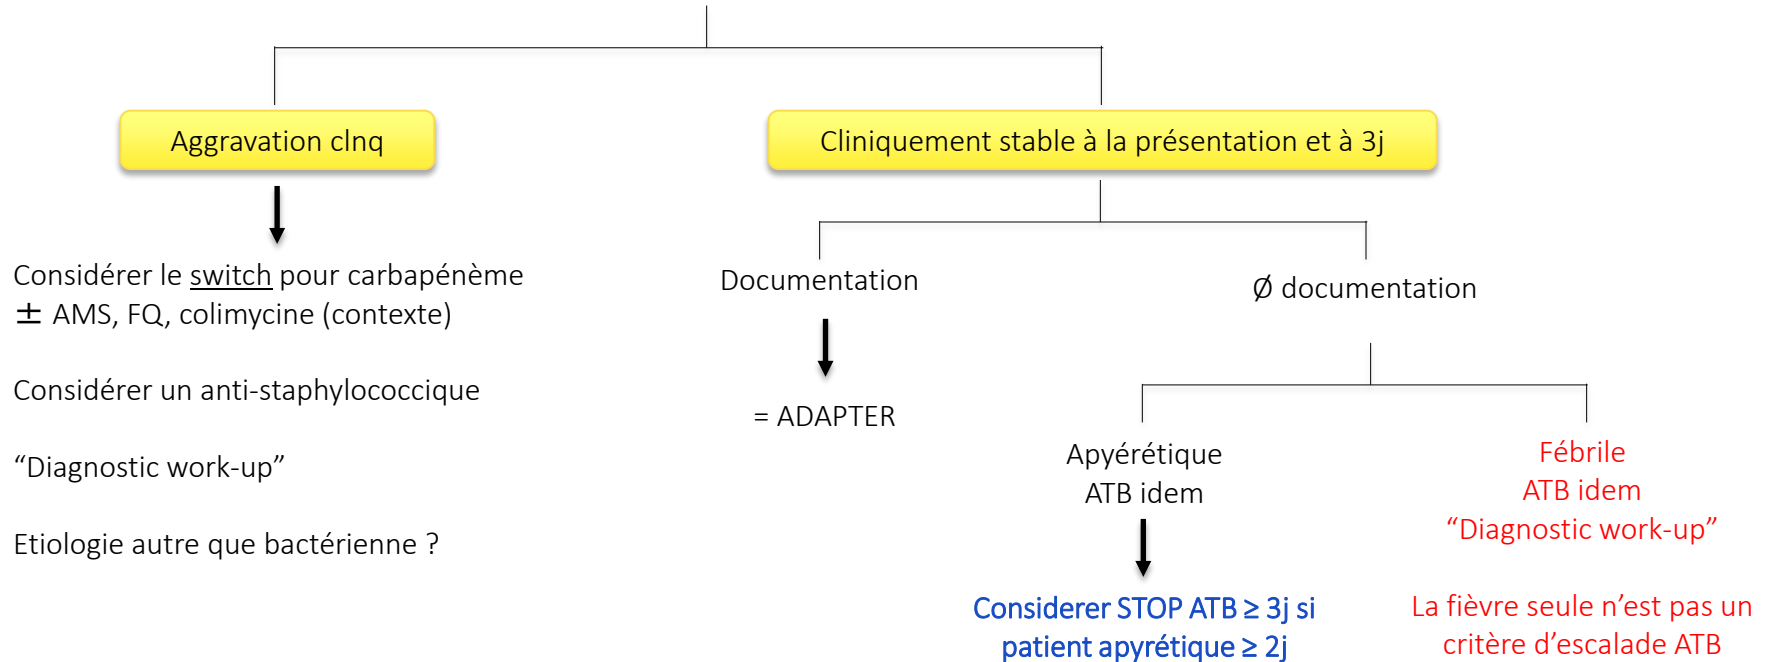 Aggravation clnq
Cliniquement stable à la présentation et à 3j
Considérer le switch pour carbapénème
± AMS, FQ, colimycine (contexte)
Considérer un anti-staphylococcique
“Diagnostic work-up”
Etiologie autre que bactérienne ?
Documentation
= ADAPTER
Ø documentation
Apyérétique
ATB idem
Considerer STOP ATB ≥ 3j si
patient apyrétique ≥ 2j
Fébrile
ATB idem
“Diagnostic work-up”
La fièvre seule n’est pas un
critère d’escalade ATB